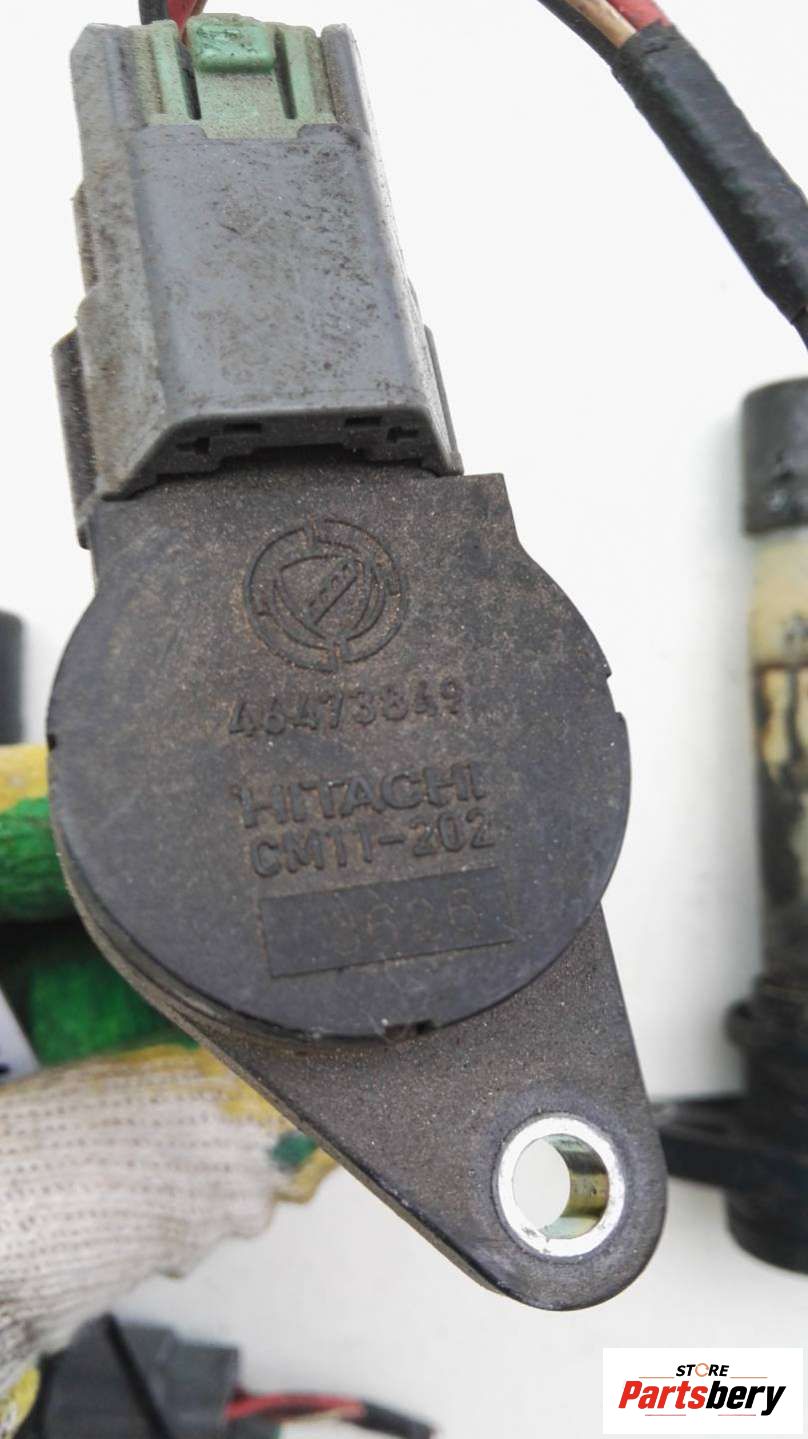 46473849
HITACHI
CM11-202
STORE
Partsbery